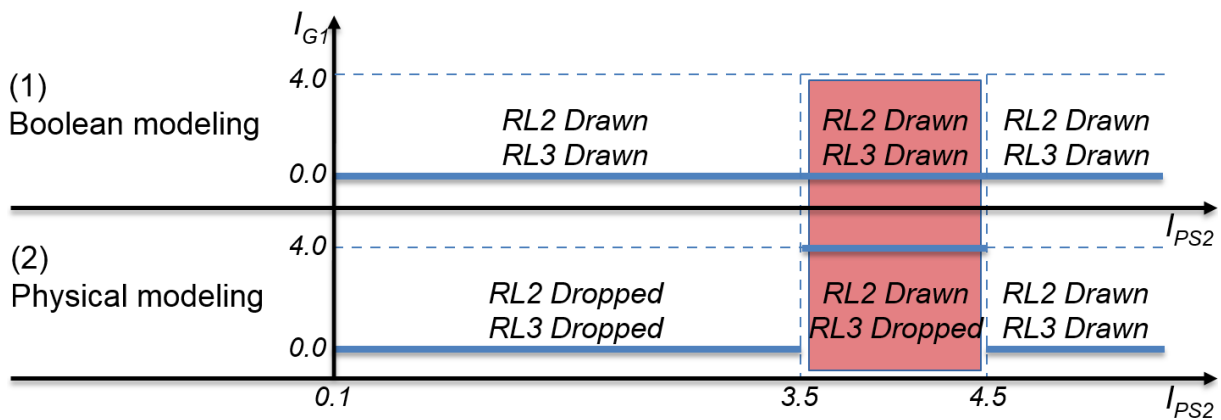 I_G1
4.0
(1)
Boolean modeling
RL2 Drawn
RL3 Drawn
RL2 Drawn
RL3 Drawn
RL2 Drawn
RL3 Drawn
0.0
I_PS2
4.0
(2)
Physical modeling
RL2 Dropped
RL3 Dropped
RL2 Drawn
RL3 Dropped
RL2 Drawn
RL3 Drawn
0.0
0.1
3.5
4.5
I_PS2